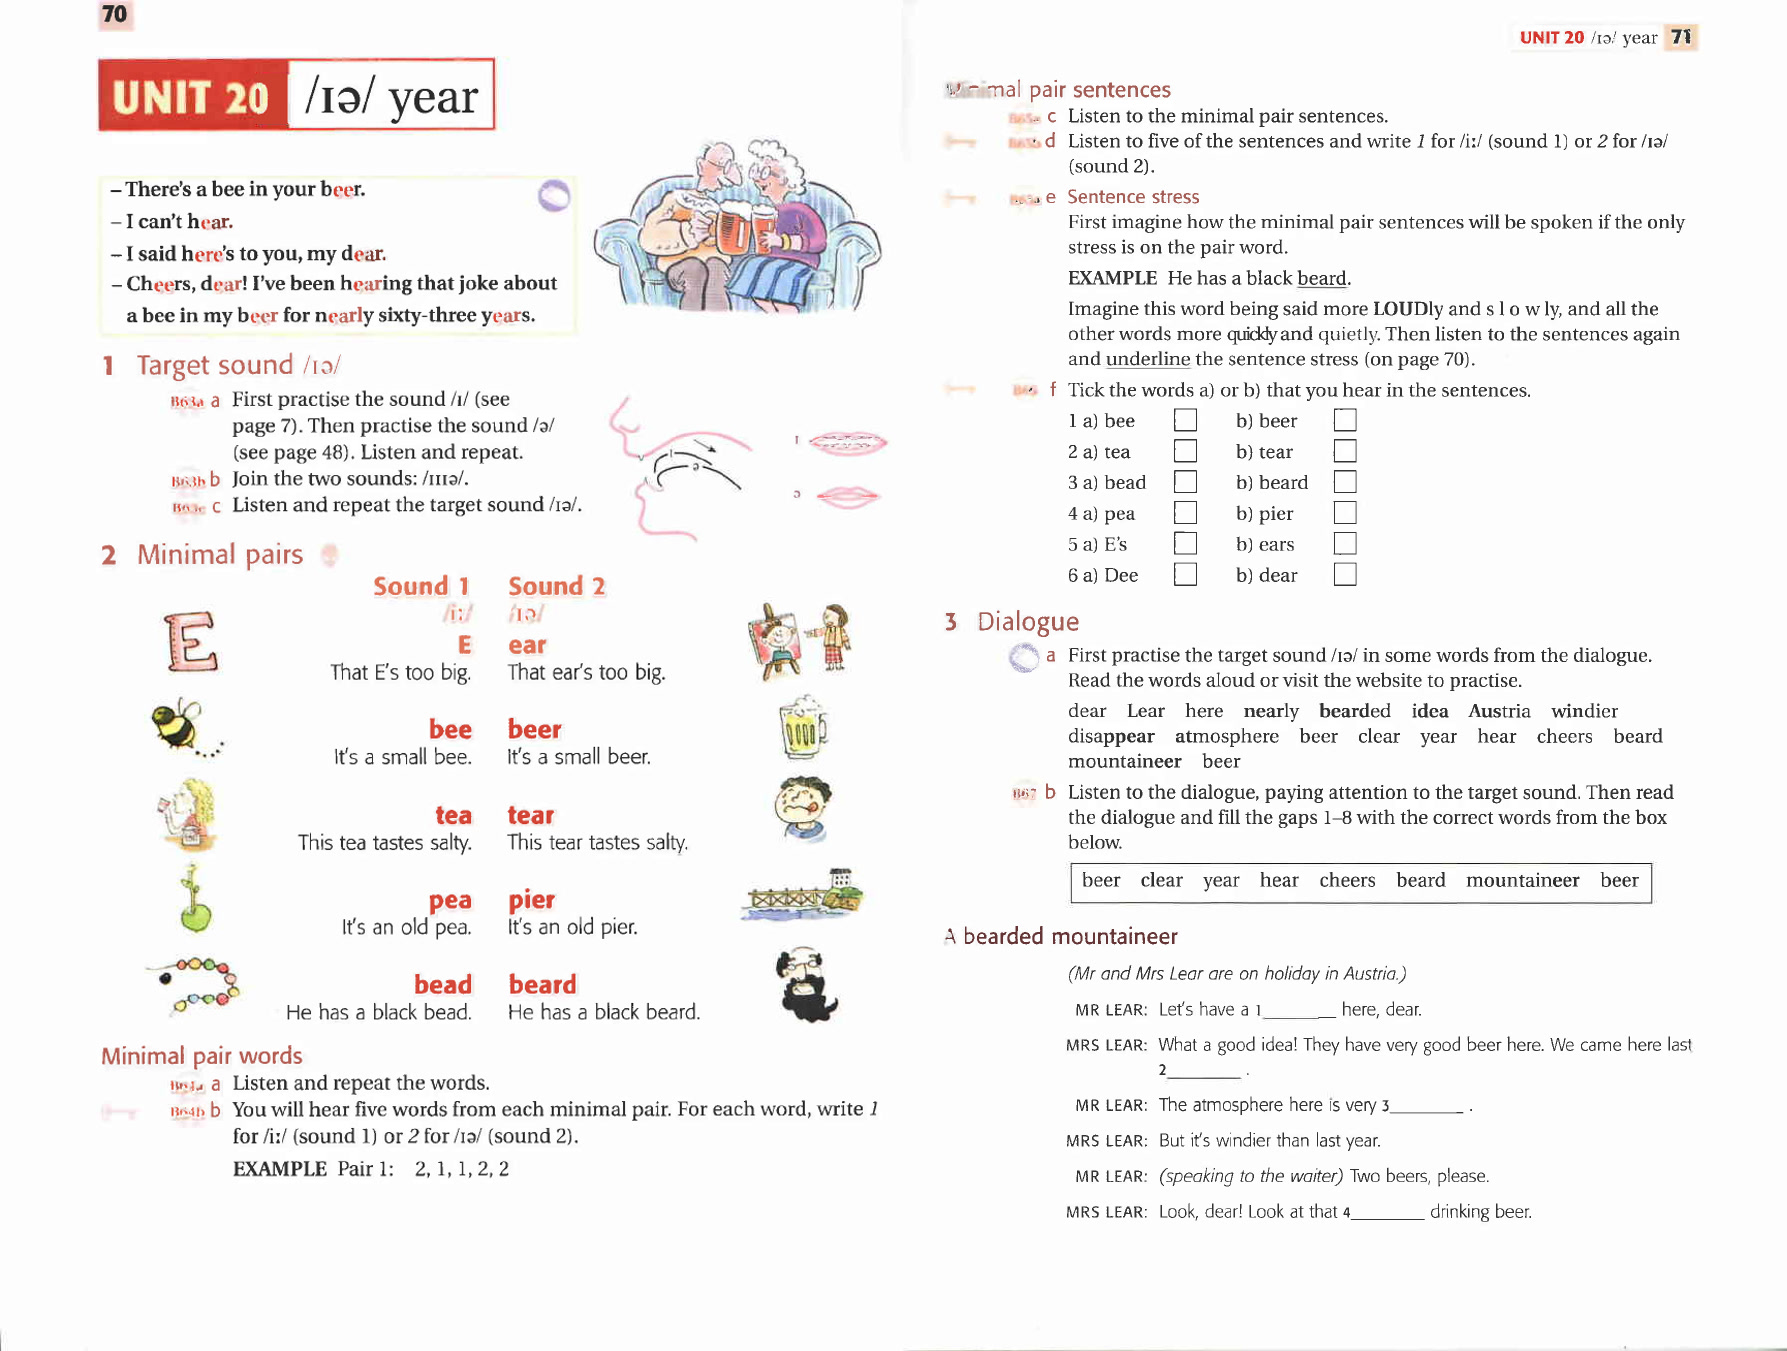 70
UNIT 20 /ɪə/ year
– There's a bee in your beer.
– I can't hear.
– I said here's to you, my dear.
– Cheers, dear! I've been hearing that joke about
a bee in my beer for nearly sixty-three years.
1 Target sound /ɪə/
B63a a First practise the sound /ɪ/ (see
page 7). Then practise the sound /ə/
(see page 48). Listen and repeat.
B63b b Join the two sounds: /ɪɪɪə/.
B63c c Listen and repeat the target sound /ɪə/.
ɪ
ə
ɪ
ə
2 Minimal pairs
Sound 1 Sound 2
/iː/ /ɪə/
E ear
That E's too big. That ear's too big.
bee beer
It's a small bee. It's a small beer.
tea tear
This tea tastes salty. This tear tastes salty.
pea pier
It's an old pea. It's an old pier.
bead beard
He has a black bead. He has a black beard.
Minimal pair words
B64a a Listen and repeat the words.
B64b b You will hear five words from each minimal pair. For each word, write 1
for /iː/ (sound 1) or 2 for /ɪə/ (sound 2).
EXAMPLE Pair 1: 2, 1, 1, 2, 2
UNIT 20 /ɪə/ year 71
Minimal pair sentences
c Listen to the minimal pair sentences.
d Listen to five of the sentences and write 1 for /iː/ (sound 1) or 2 for /ɪə/
(sound 2).
e Sentence stress
First imagine how the minimal pair sentences will be spoken if the only
stress is on the pair word.
EXAMPLE He has a black beard.
Imagine this word being said more LOUDly and s l o w ly, and all the
other words more quickly and quietly. Then listen to the sentences again
and underline the sentence stress (on page 70).
f Tick the words a) or b) that you hear in the sentences.
1 a) bee b) beer
2 a) tea b) tear
3 a) bead b) beard
4 a) pea b) pier
5 a) E's b) ears
6 a) Dee b) dear
3 Dialogue
a First practise the target sound /ɪə/ in some words from the dialogue.
Read the words aloud or visit the website to practise.
dear Lear here nearly bearded idea Austria windier
disappear atmosphere beer clear year hear cheers beard
mountaineer beer
B67 b Listen to the dialogue, paying attention to the target sound. Then read
the dialogue and fill the gaps 1–8 with the correct words from the box
below.
beer clear year hear cheers beard mountaineer beer
A bearded mountaineer
(Mr and Mrs Lear are on holiday in Austria.)
MR LEAR: Let's have a 1________ here, dear.
MRS LEAR: What a good idea! They have very good beer here. We came here last
2________ .
MR LEAR: The atmosphere here is very 3________ .
MRS LEAR: But it's windier than last year.
MR LEAR: (speaking to the waiter) Two beers, please.
MRS LEAR: Look, dear! Look at that 4________ drinking beer.